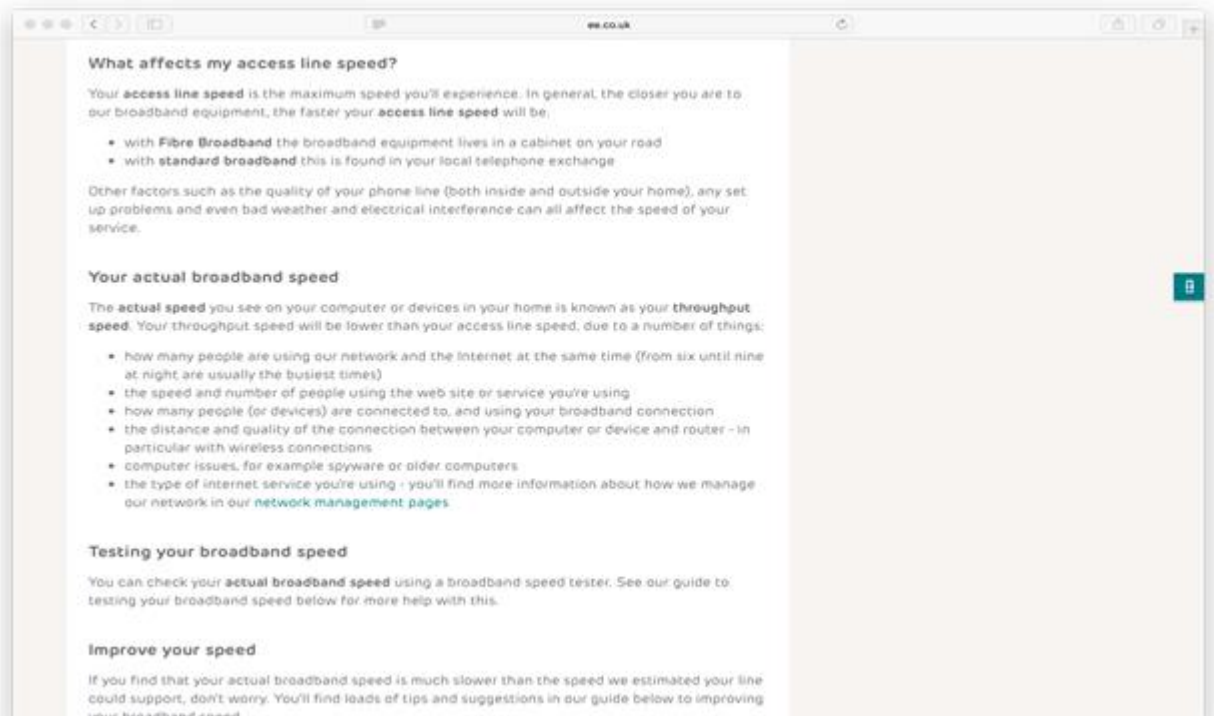 ee.co.uk
What affects my access line speed?
Your access line speed is the maximum speed you'll experience. In general, the closer you are to
our broadband equipment, the faster your access line speed will be:
• with Fibre Broadband the broadband equipment lives in a cabinet on your road
• with standard broadband this is found in your local telephone exchange
Other factors such as the quality of your phone line (both inside and outside your home), any set
up problems and even bad weather and electrical interference can all affect the speed of your
service.
Your actual broadband speed
The actual speed you see on your computer or devices in your home is known as your throughput
speed. Your throughput speed will be lower than your access line speed, due to a number of things:
• how many people are using our network and the Internet at the same time (from six until nine
at night are usually the busiest times)
• the speed and number of people using the web site or service you're using
• how many people (or devices) are connected to, and using your broadband connection
• the distance and quality of the connection between your computer or device and router - in
particular with wireless connections
• computer issues, for example spyware or older computers
• the type of internet service you're using - you'll find more information about how we manage
our network in our network management pages
Testing your broadband speed
You can check your actual broadband speed using a broadband speed tester. See our guide to
testing your broadband speed below for more help with this.
Improve your speed
If you find that your actual broadband speed is much slower than the speed we estimated your line
could support, don't worry. You'll find loads of tips and suggestions in our guide below to improving
your broadband speed